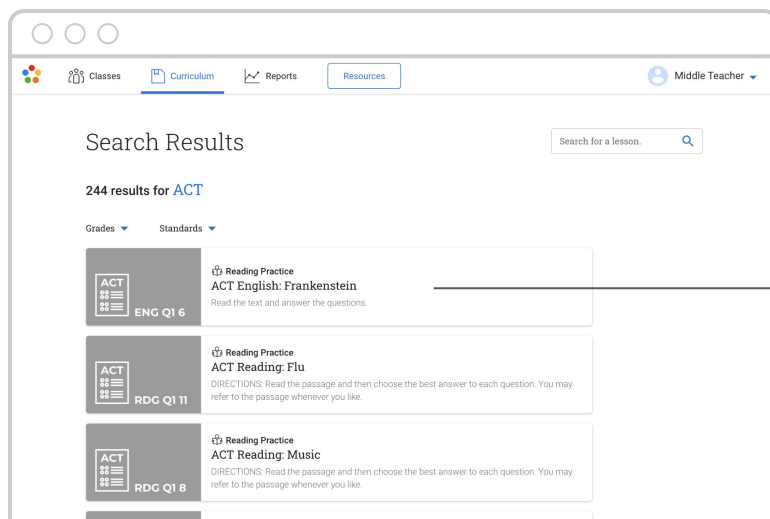 Classes
Curriculum
Reports
Resources
Middle Teacher
Search Results
Search for a lesson.
244 results for ACT
Grades
Standards
ACT
ENG Q1 6
Reading Practice
ACT English: Frankenstein
Read the text and answer the questions.
ACT
RDG Q1 11
Reading Practice
ACT Reading: Flu
DIRECTIONS: Read the passage and then choose the best answer to each question. You may
refer to the passage whenever you like.
ACT
RDG Q1 8
Reading Practice
ACT Reading: Music
DIRECTIONS: Read the passage and then choose the best answer to each question. You may
refer to the passage whenever you like.